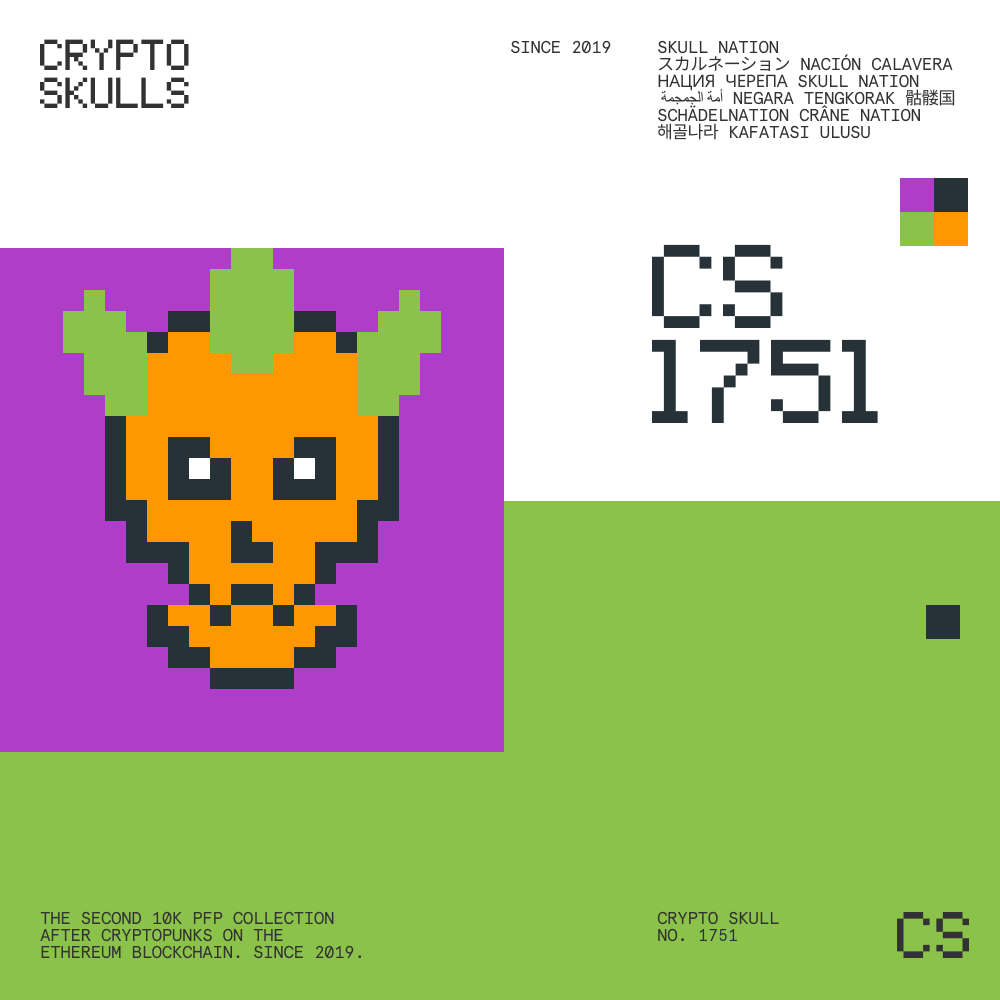 CRYPTO
SKULLS
SINCE 2019
SKULL NATION
スカルネーション NACIÓN CALAVERA
НАЦИЯ ЧЕРЕПА SKULL NATION
أمة الجمجمة NEGARA TENGKORAK 骷髅国
SCHÄDELNATION CRÂNE NATION
해골나라 KAFATASI ULUSU
CS
1751
THE SECOND 10K PFP COLLECTION
AFTER CRYPTOPUNKS ON THE
ETHEREUM BLOCKCHAIN. SINCE 2019.
CRYPTO SKULL
NO. 1751
CS